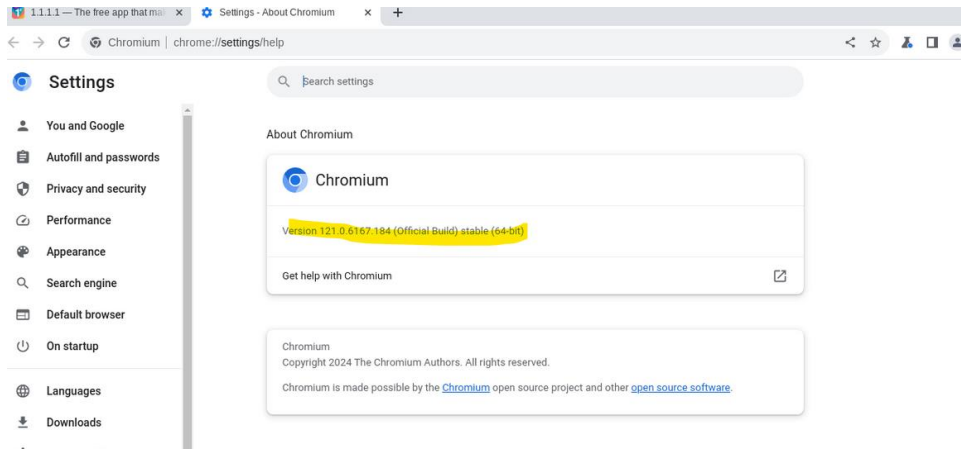 1.1.1.1 — The free app that ma
Settings - About Chromium
Chromium | chrome://settings/help
Settings
Search settings
You and Google
Autofill and passwords
Privacy and security
Performance
Appearance
Search engine
Default browser
On startup
Languages
Downloads
About Chromium
Chromium
Version 121.0.6167.184 (Official Build) stable (64-bit)
Get help with Chromium
Chromium
Copyright 2024 The Chromium Authors. All rights reserved.
Chromium is made possible by the Chromium open source project and other open source software.